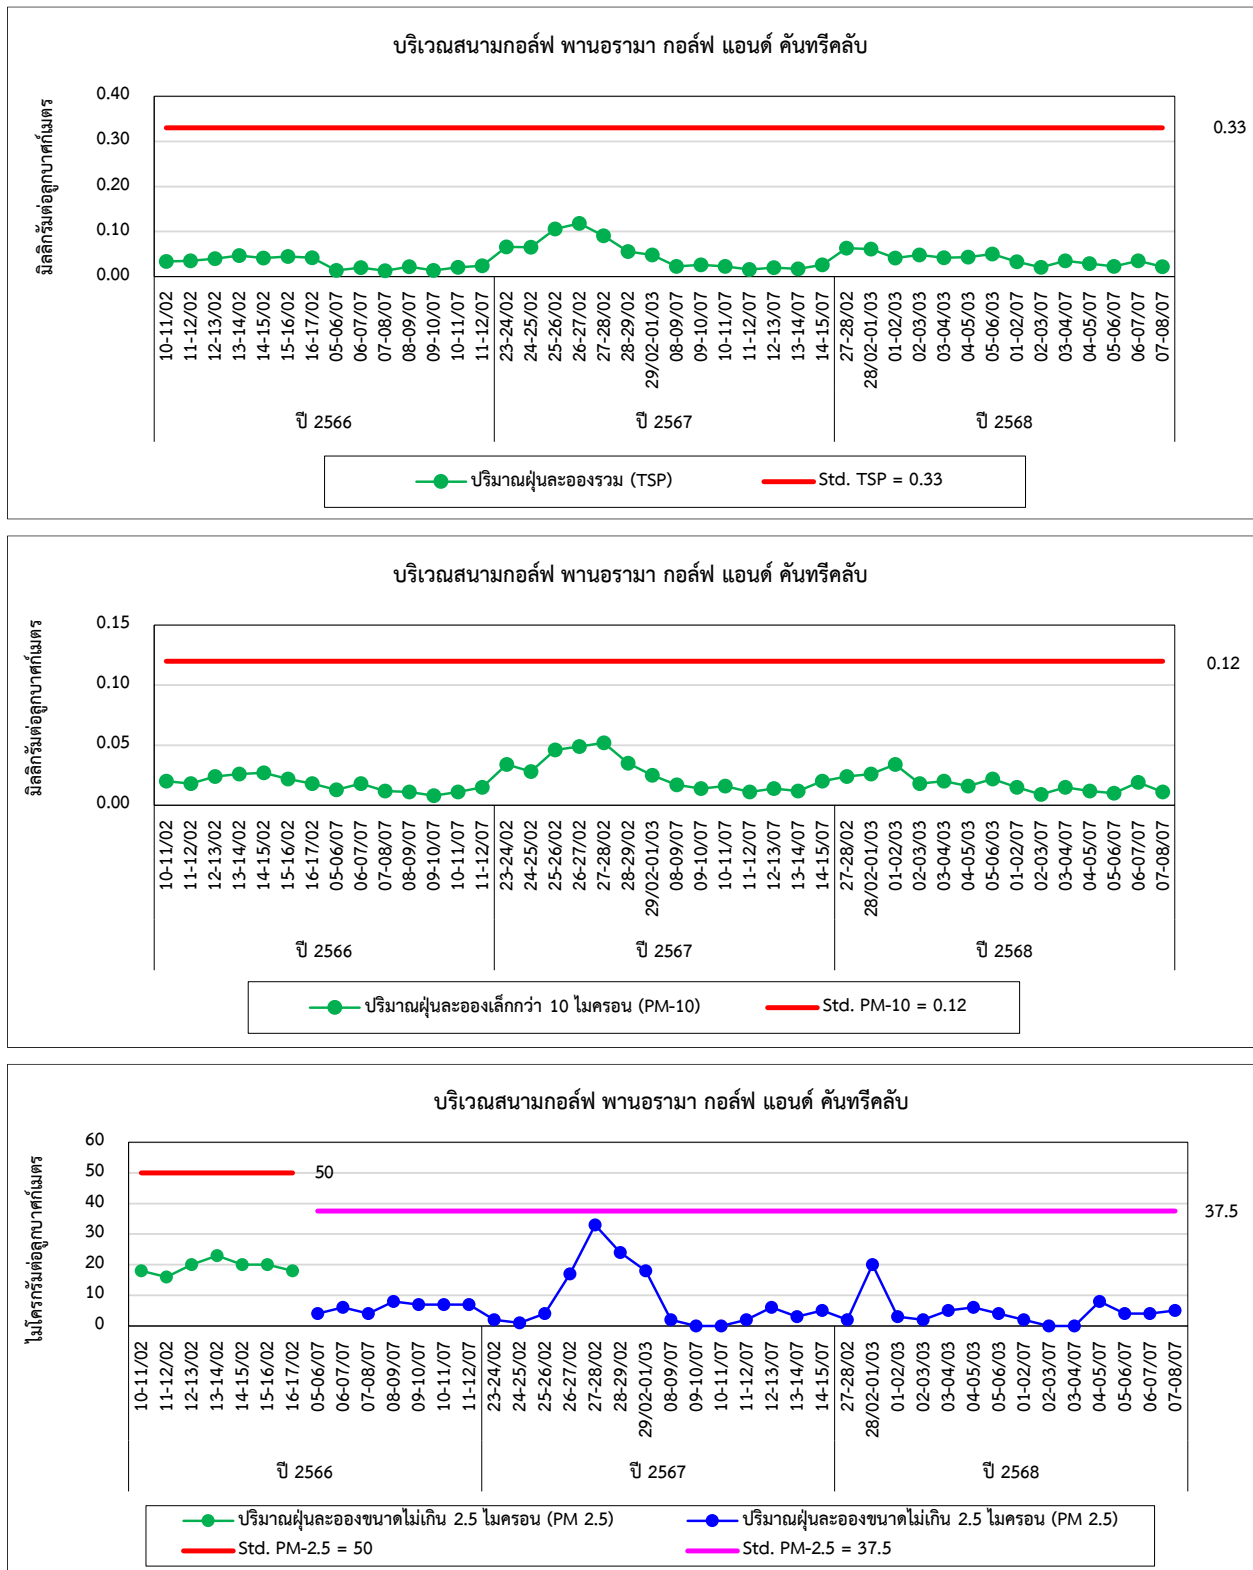 บริเวณสนามกอล์ฟ พานอรามา กอล์ฟ แอนด์ คันทรีคลับ
มิลลิกรัมต่อลูกบาศก์เมตร
0.40
0.30
0.20
0.10
0.00
0.33
10-11/02 11-12/02 12-13/02 13-14/02 14-15/02 15-16/02 16-17/02 05-06/07 06-07/07 07-08/07 08-09/07 09-10/07 10-11/07 11-12/07 23-24/02 24-25/02 25-26/02 26-27/02 27-28/02 28-29/02 29/02-01/03 08-09/07 09-10/07 10-11/07 11-12/07 12-13/07 13-14/07 14-15/07 27-28/02 28/02-01/03 01-02/03 02-03/03 03-04/03 04-05/03 05-06/03 01-02/07 02-03/07 03-04/07 04-05/07 05-06/07 06-07/07 07-08/07
ปี 2566 ปี 2567 ปี 2568
ปริมาณฝุ่นละอองรวม (TSP) Std. TSP = 0.33
บริเวณสนามกอล์ฟ พานอรามา กอล์ฟ แอนด์ คันทรีคลับ
มิลลิกรัมต่อลูกบาศก์เมตร
0.15
0.10
0.05
0.00
0.12
10-11/02 11-12/02 12-13/02 13-14/02 14-15/02 15-16/02 16-17/02 05-06/07 06-07/07 07-08/07 08-09/07 09-10/07 10-11/07 11-12/07 23-24/02 24-25/02 25-26/02 26-27/02 27-28/02 28-29/02 29/02-01/03 08-09/07 09-10/07 10-11/07 11-12/07 12-13/07 13-14/07 14-15/07 27-28/02 28/02-01/03 01-02/03 02-03/03 03-04/03 04-05/03 05-06/03 01-02/07 02-03/07 03-04/07 04-05/07 05-06/07 06-07/07 07-08/07
ปี 2566 ปี 2567 ปี 2568
ปริมาณฝุ่นละอองเล็กกว่า 10 ไมครอน (PM-10) Std. PM-10 = 0.12
บริเวณสนามกอล์ฟ พานอรามา กอล์ฟ แอนด์ คันทรีคลับ
ไมโครกรัมต่อลูกบาศก์เมตร
60
50
40
30
20
10
0
50
37.5
10-11/02 11-12/02 12-13/02 13-14/02 14-15/02 15-16/02 16-17/02 05-06/07 06-07/07 07-08/07 08-09/07 09-10/07 10-11/07 11-12/07 23-24/02 24-25/02 25-26/02 26-27/02 27-28/02 28-29/02 29/02-01/03 08-09/07 09-10/07 10-11/07 11-12/07 12-13/07 13-14/07 14-15/07 27-28/02 28/02-01/03 01-02/03 02-03/03 03-04/03 04-05/03 05-06/03 01-02/07 02-03/07 03-04/07 04-05/07 05-06/07 06-07/07 07-08/07
ปี 2566 ปี 2567 ปี 2568
ปริมาณฝุ่นละอองขนาดไม่เกิน 2.5 ไมครอน (PM 2.5) ปริมาณฝุ่นละอองขนาดไม่เกิน 2.5 ไมครอน (PM 2.5)
Std. PM-2.5 = 50 Std. PM-2.5 = 37.5